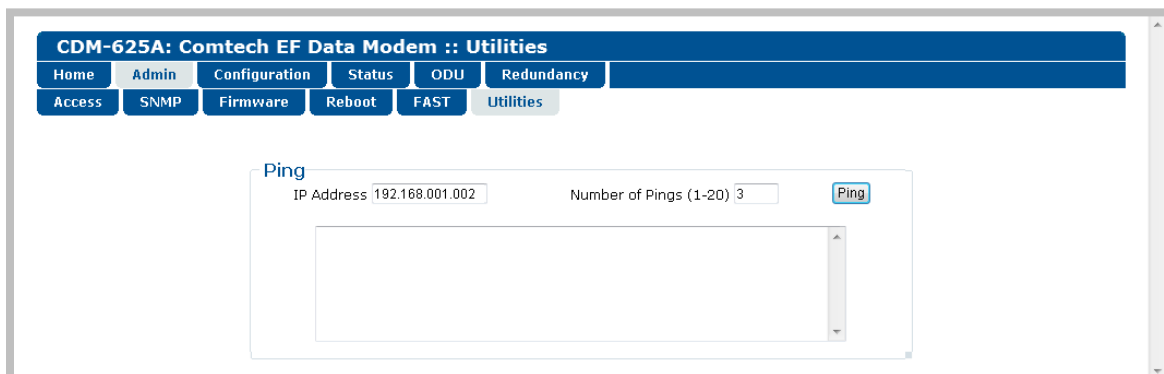 CDM-625A: Comtech EF Data Modem :: Utilities
Home Admin Configuration Status ODU Redundancy
Access SNMP Firmware Reboot FAST Utilities
Ping
IP Address 192.168.001.002 Number of Pings (1-20) 3 Ping